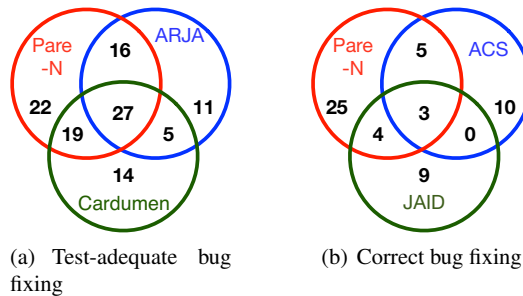 Pare
-N
ARJA
16
22
27
11
19
5
14
Cardumen
(a) Test-adequate bug
fixing
Pare
-N
ACS
5
25
3
10
4
0
9
JAID
(b) Correct bug fixing